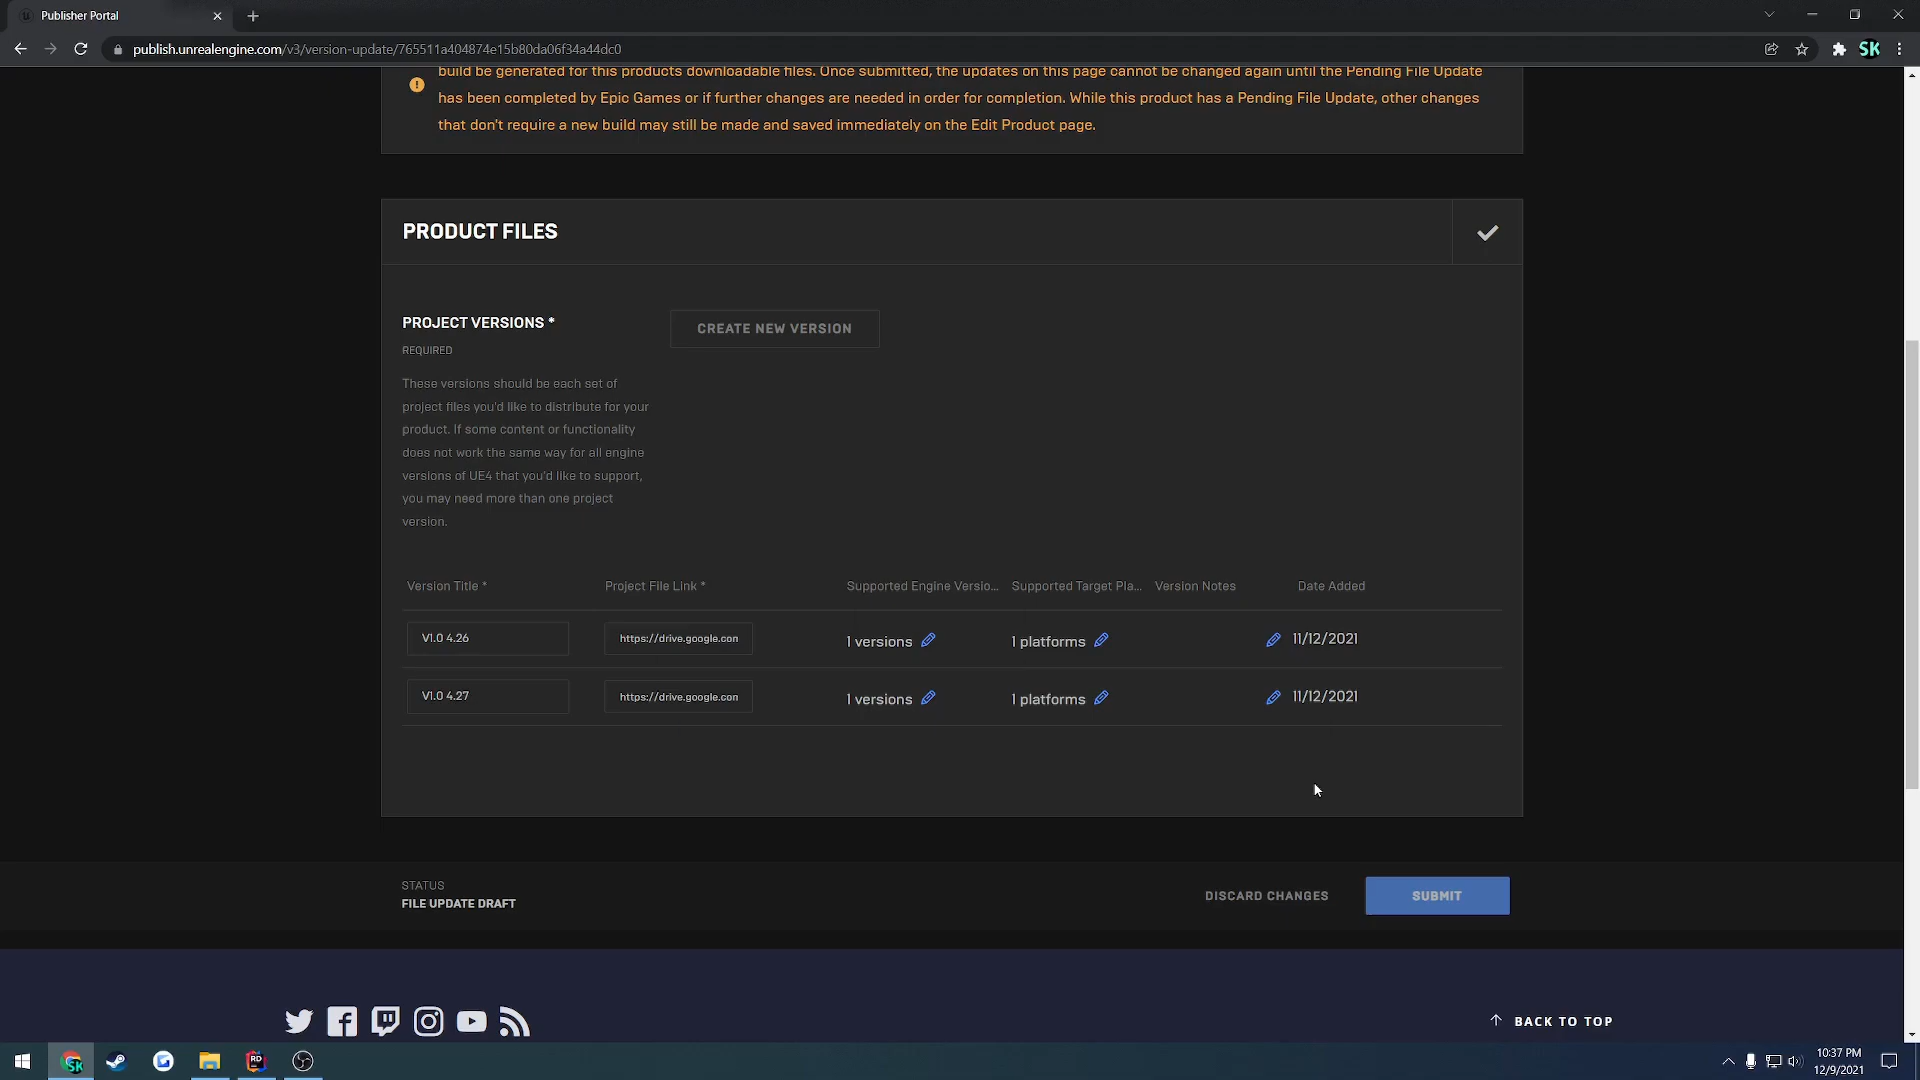 Publisher Portal
publish.unrealengine.com/v3/version-update/765511a404874e15b80da06f34a44dc0
SK
build be generated for this products downloadable files. Once submitted, the updates on this page cannot be changed again until the Pending File Update
has been completed by Epic Games or if further changes are needed in order for completion. While this product has a Pending File Update, other changes
that don't require a new build may still be made and saved immediately on the Edit Product page.
PRODUCT FILES
PROJECT VERSIONS *
CREATE NEW VERSION
REQUIRED
These versions should be each set of
project files you'd like to distribute for your
product. If some content or functionality
does not work the same way for all engine
versions of UE4 that you'd like to support,
you may need more than one project
version.
Version Title * Project File Link * Supported Engine Versio... Supported Target Pla... Version Notes Date Added
V1.0 4.26 https://drive.google.con 1 versions 1 platforms 11/12/2021
V1.0 4.27 https://drive.google.con 1 versions 1 platforms 11/12/2021
STATUS
FILE UPDATE DRAFT
DISCARD CHANGES
SUBMIT
BACK TO TOP
SK
RD
10:37 PM
12/9/2021